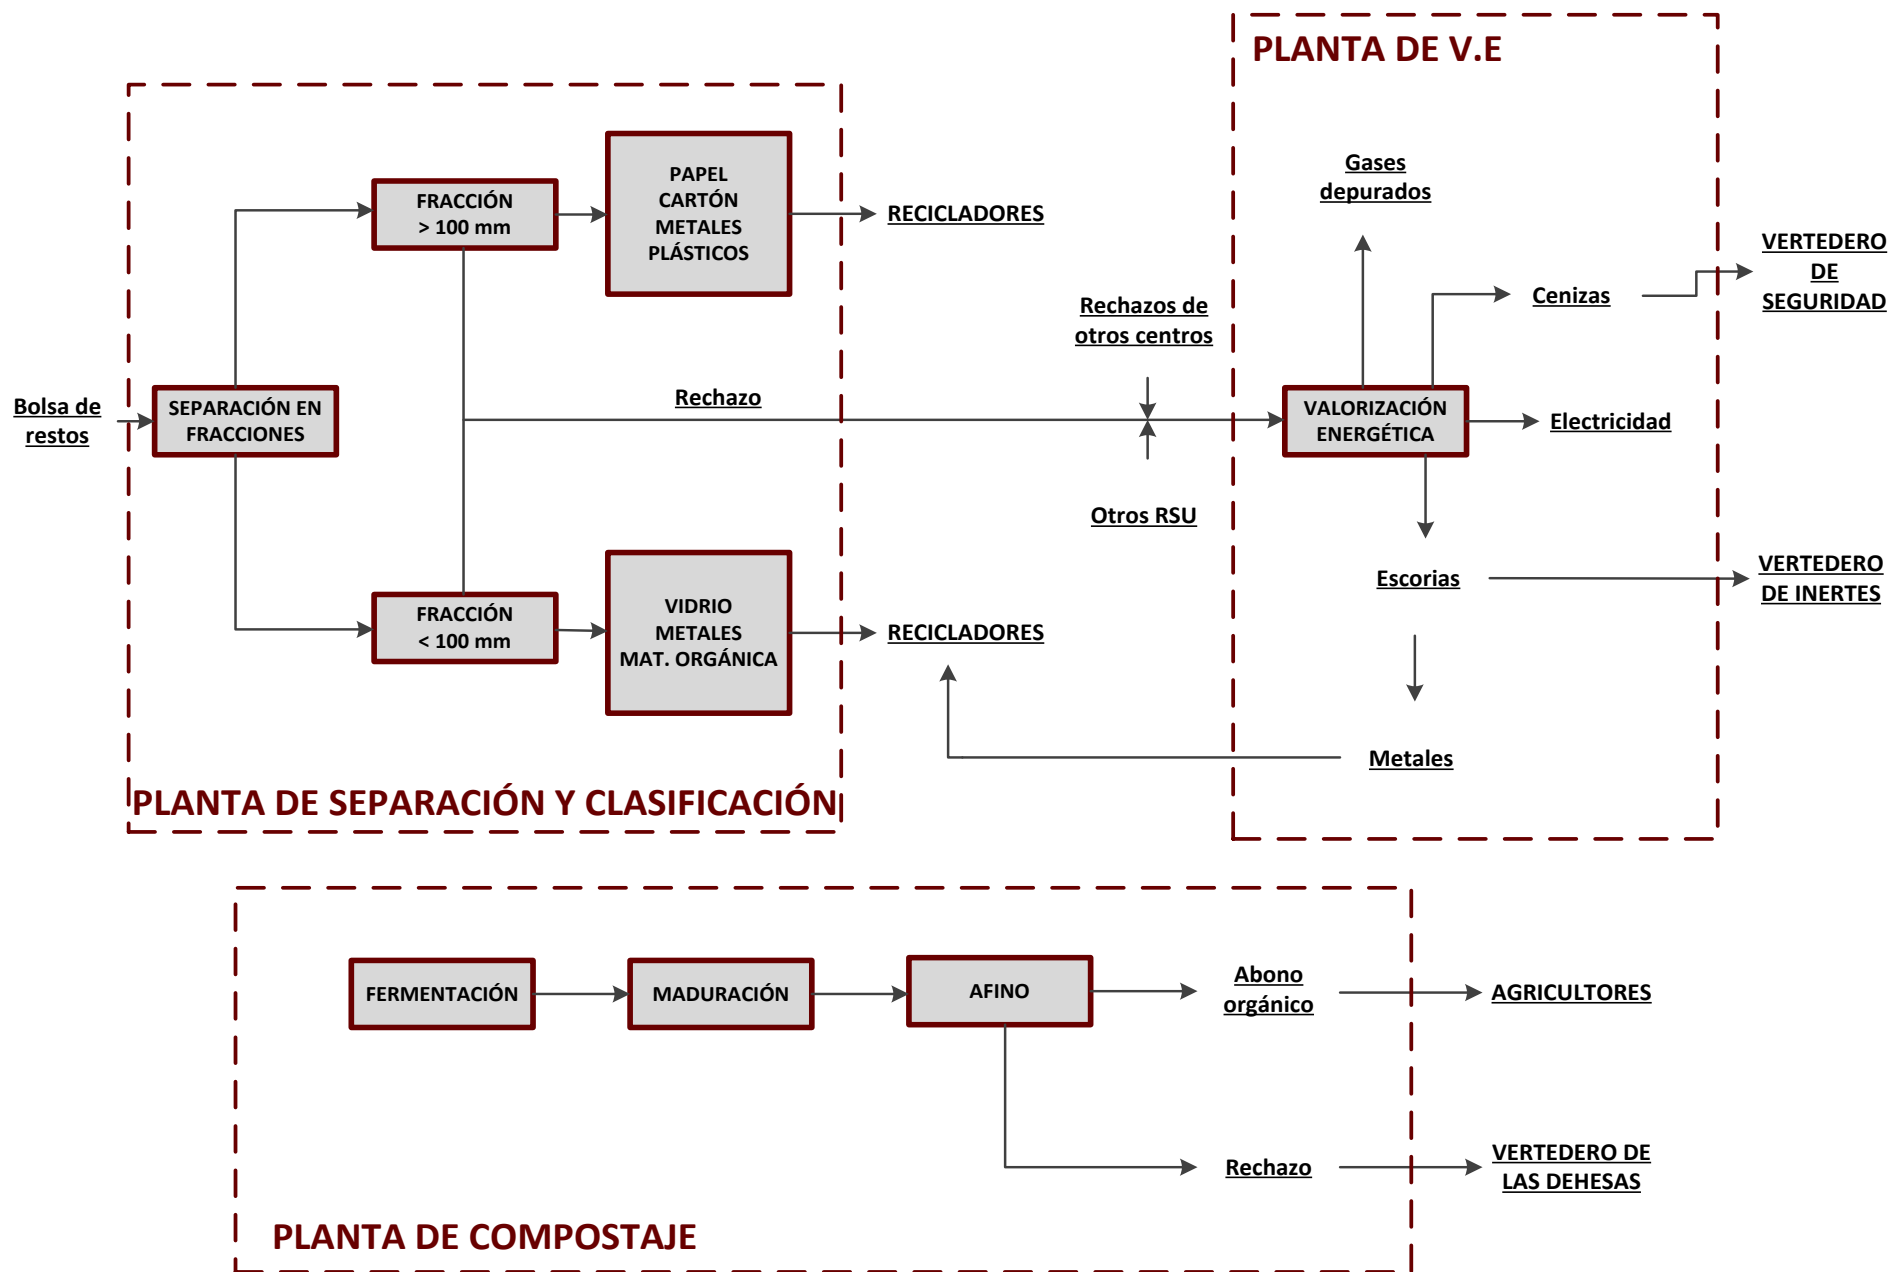 PLANTA DE V.E
PAPEL
CARTÓN
METALES
PLÁSTICOS
FRACCIÓN
> 100 mm
RECICLADORES
Gases
depurados
VERTEDERO
DE
SEGURIDAD
Cenizas
Rechazos de
otros centros
Bolsa de
restos
SEPARACIÓN EN
FRACCIONES
Rechazo
VALORIZACIÓN
ENERGÉTICA
Electricidad
Otros RSU
Escorias
VERTEDERO
DE INERTES
FRACCIÓN
< 100 mm
VIDRIO
METALES
MAT. ORGÁNICA
RECICLADORES
Metales
PLANTA DE SEPARACIÓN Y CLASIFICACIÓN
FERMENTACIÓN
MADURACIÓN
AFINO
Abono
orgánico
AGRICULTORES
Rechazo
VERTEDERO DE
LAS DEHESAS
PLANTA DE COMPOSTAJE